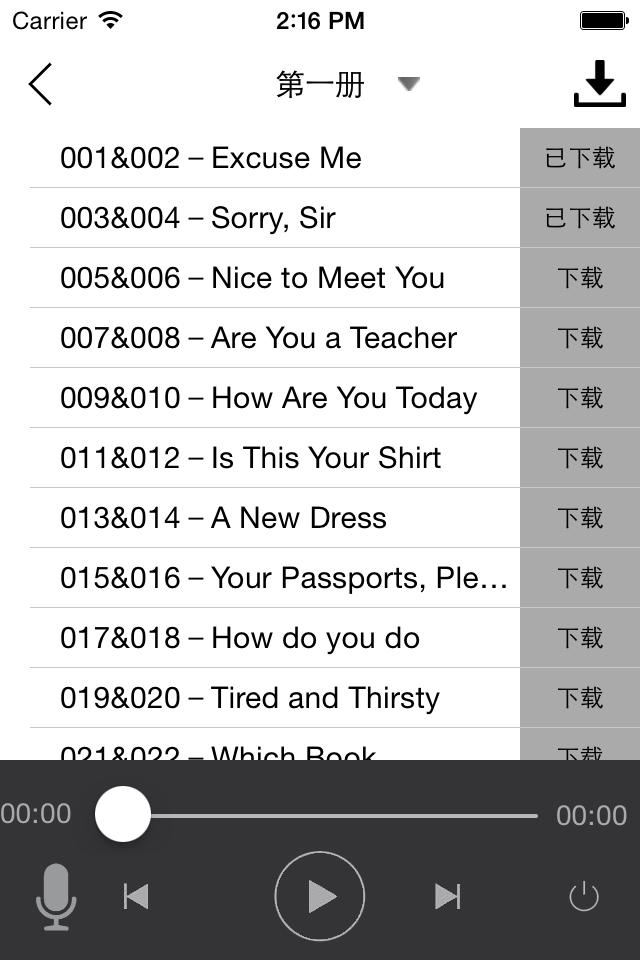 Carrier 2:16 PM
第一册
001&002 – Excuse Me 已下载
003&004 – Sorry, Sir 已下载
005&006 – Nice to Meet You 下载
007&008 – Are You a Teacher 下载
009&010 – How Are You Today 下载
011&012 – Is This Your Shirt 下载
013&014 – A New Dress 下载
015&016 – Your Passports, Ple... 下载
017&018 – How do you do 下载
019&020 – Tired and Thirsty 下载
021&022 – Which Book 下载
00:00 00:00